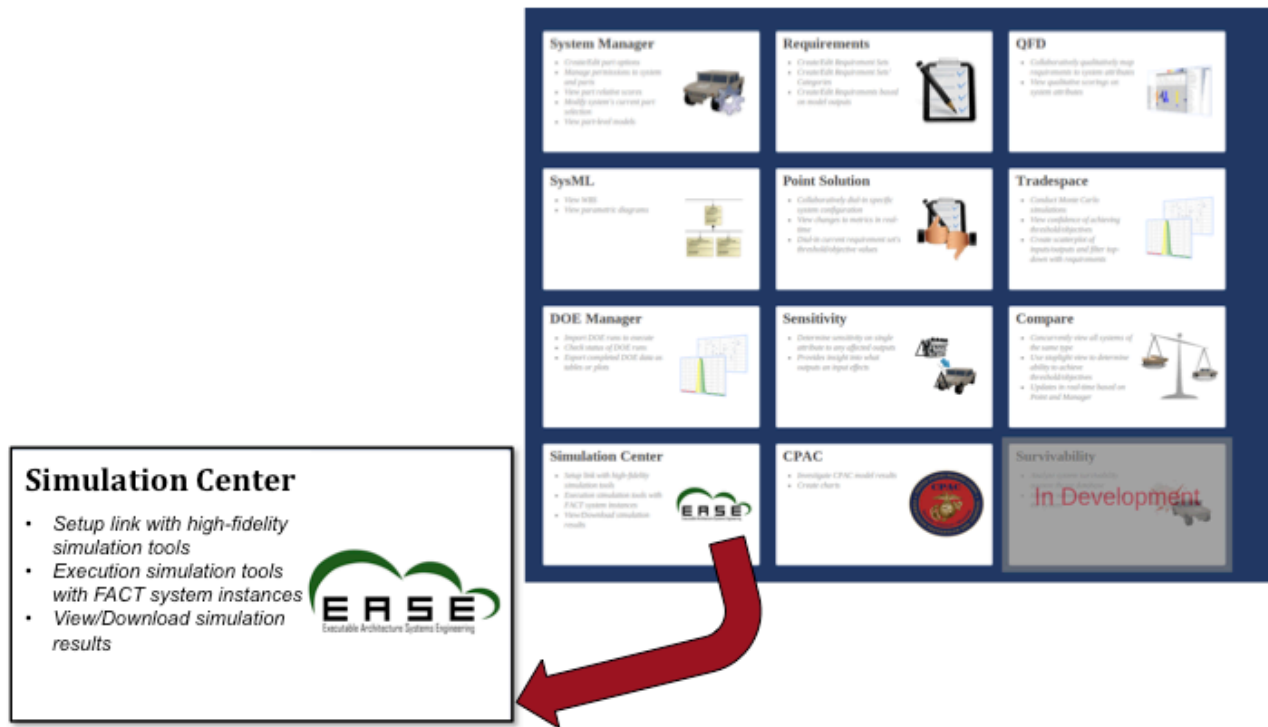 System Manager
Create/Edit part options
Manage permissions to system
and parts
View part relative scores
Modify system's current part
selection
View part-level models
Requirements
Create/Edit Requirement Sets
Create/Edit Requirement Sets'
Categories
Create/Edit Requirements based
on model outputs
QFD
Collaboratively qualitatively map
requirements to system attributes
View qualitative scorings on
system attributes
SysML
View WBS
View parametric diagrams
Point Solution
Collaboratively dial-in specific
system configuration
View changes to metrics in real-
time
Dial-in current requirement set's
threshold/objective values
Tradespace
Conduct Monte Carlo
simulations
View confidence of achieving
threshold/objectives
Create scatterplot of
inputs/outputs and filter top-
down with requirements
DOE Manager
Import DOE runs to execute
Check status of DOE runs
Export completed DOE data as
tables or plots
Sensitivity
Determine sensitivity on single
attribute to any affected outputs
Provides insight into what
outputs an input effects
Compare
Concurrently view all systems of
the same type
Use stoplight view to determine
ability to achieve
threshold/objectives
Updates in real-time based on
Point and Manager
Simulation Center
Setup link with high-fidelity
simulation tools
Execution simulation tools with
FACT system instances
View/Download simulation
results
EASE
CPAC
Investigate CPAC model results
Create charts
CPAC
Survivability
In Development
Simulation Center
• Setup link with high-fidelity
simulation tools
• Execution simulation tools
with FACT system instances
• View/Download simulation
results
EASE
Executable Architecture Systems Engineering